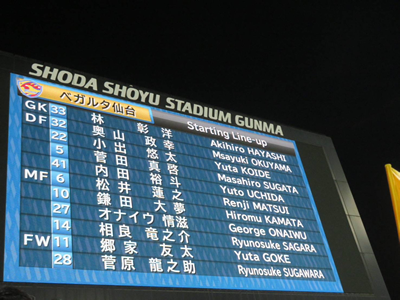 SHODA SHOYU STADIUM GUNMA
ベガルタ仙台 Starting Line-up
GK 33 林 彰洋 Akihiro HAYASHI
DF 32 奥山 政幸 Msayuki OKUYAMA
22 小出 悠太 Yuta KOIDE
5 菅田 真啓 Masahiro SUGATA
41 内田 裕斗 Yuto UCHIDA
MF 6 松井 蓮之 Renji MATSUI
10 鎌田 大夢 Hiromu KAMATA
27 オナイウ 情滋 George ONAIWU
14 相良 竜之介 Ryunosuke SAGARA
FW 11 郷家 友太 Yuta GOKE
28 菅原 龍之助 Ryunosuke SUGAWARA